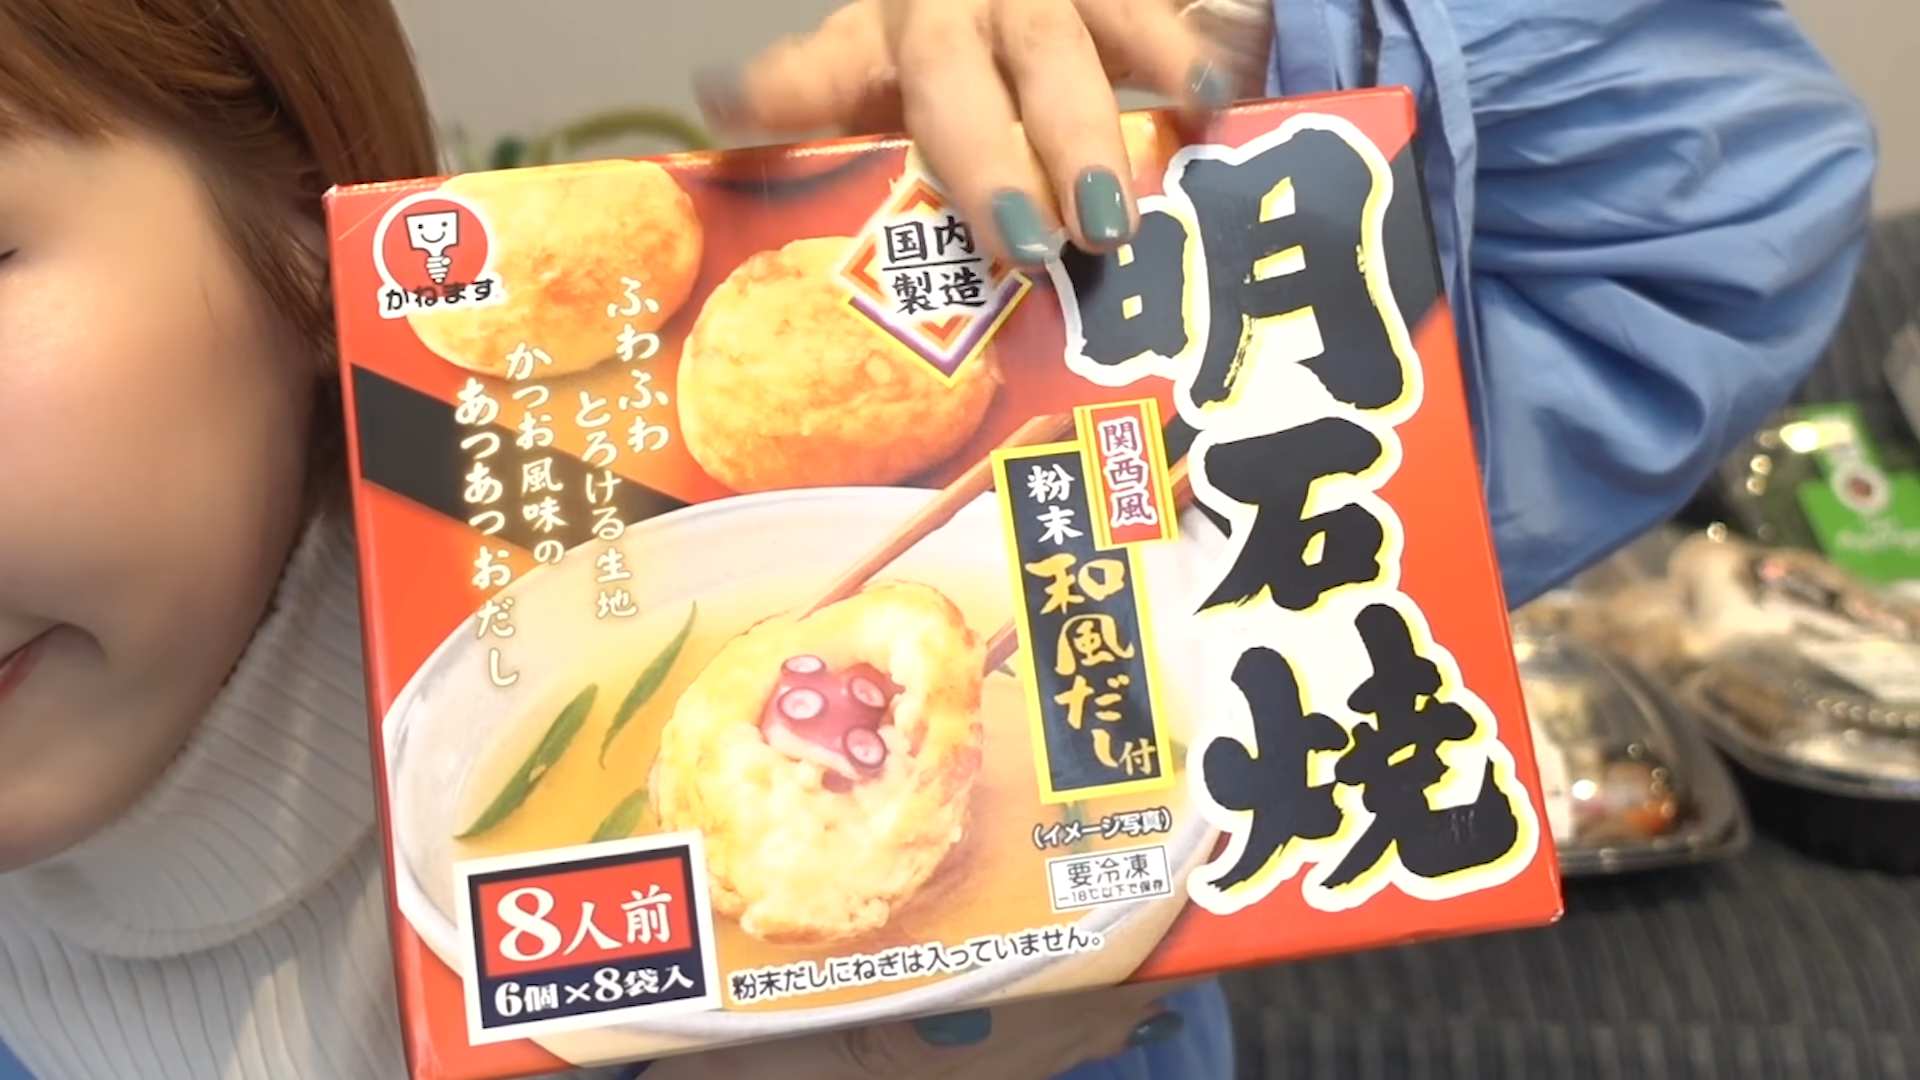 かねます
国内
製造
明石焼
関西風
粉末
和風だし付
ふわふわ
とろける生地
かつお風味の
あつあつおだし
(イメージ写真)
要冷凍
-18℃以下で保存
8人前
6個×8袋入
粉末だしにねぎは入っていません。